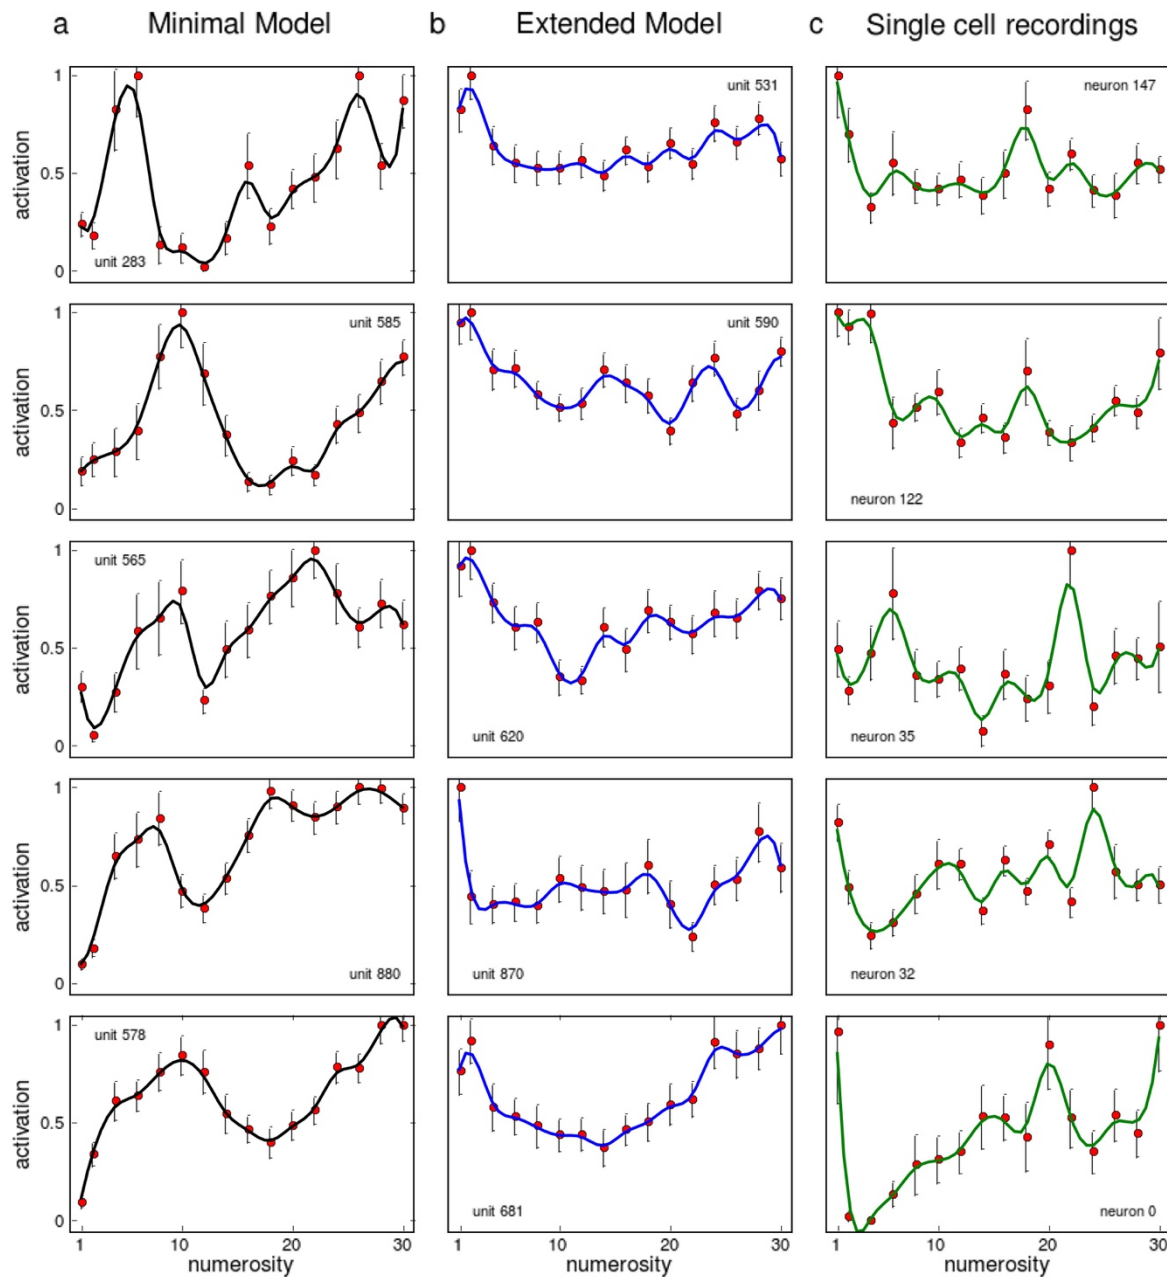 a Minimal Model b Extended Model c Single cell recordings
activation 1 0.5 0 unit 283 unit 531 neuron 147
activation 1 0.5 0 unit 585 unit 590 neuron 122
activation 1 0.5 0 unit 565 unit 620 neuron 35
activation 1 0.5 0 unit 880 unit 870 neuron 32
activation 1 0.5 0 unit 578 unit 681 neuron 0
1 10 20 30 1 10 20 30 1 10 20 30
numerosity numerosity numerosity